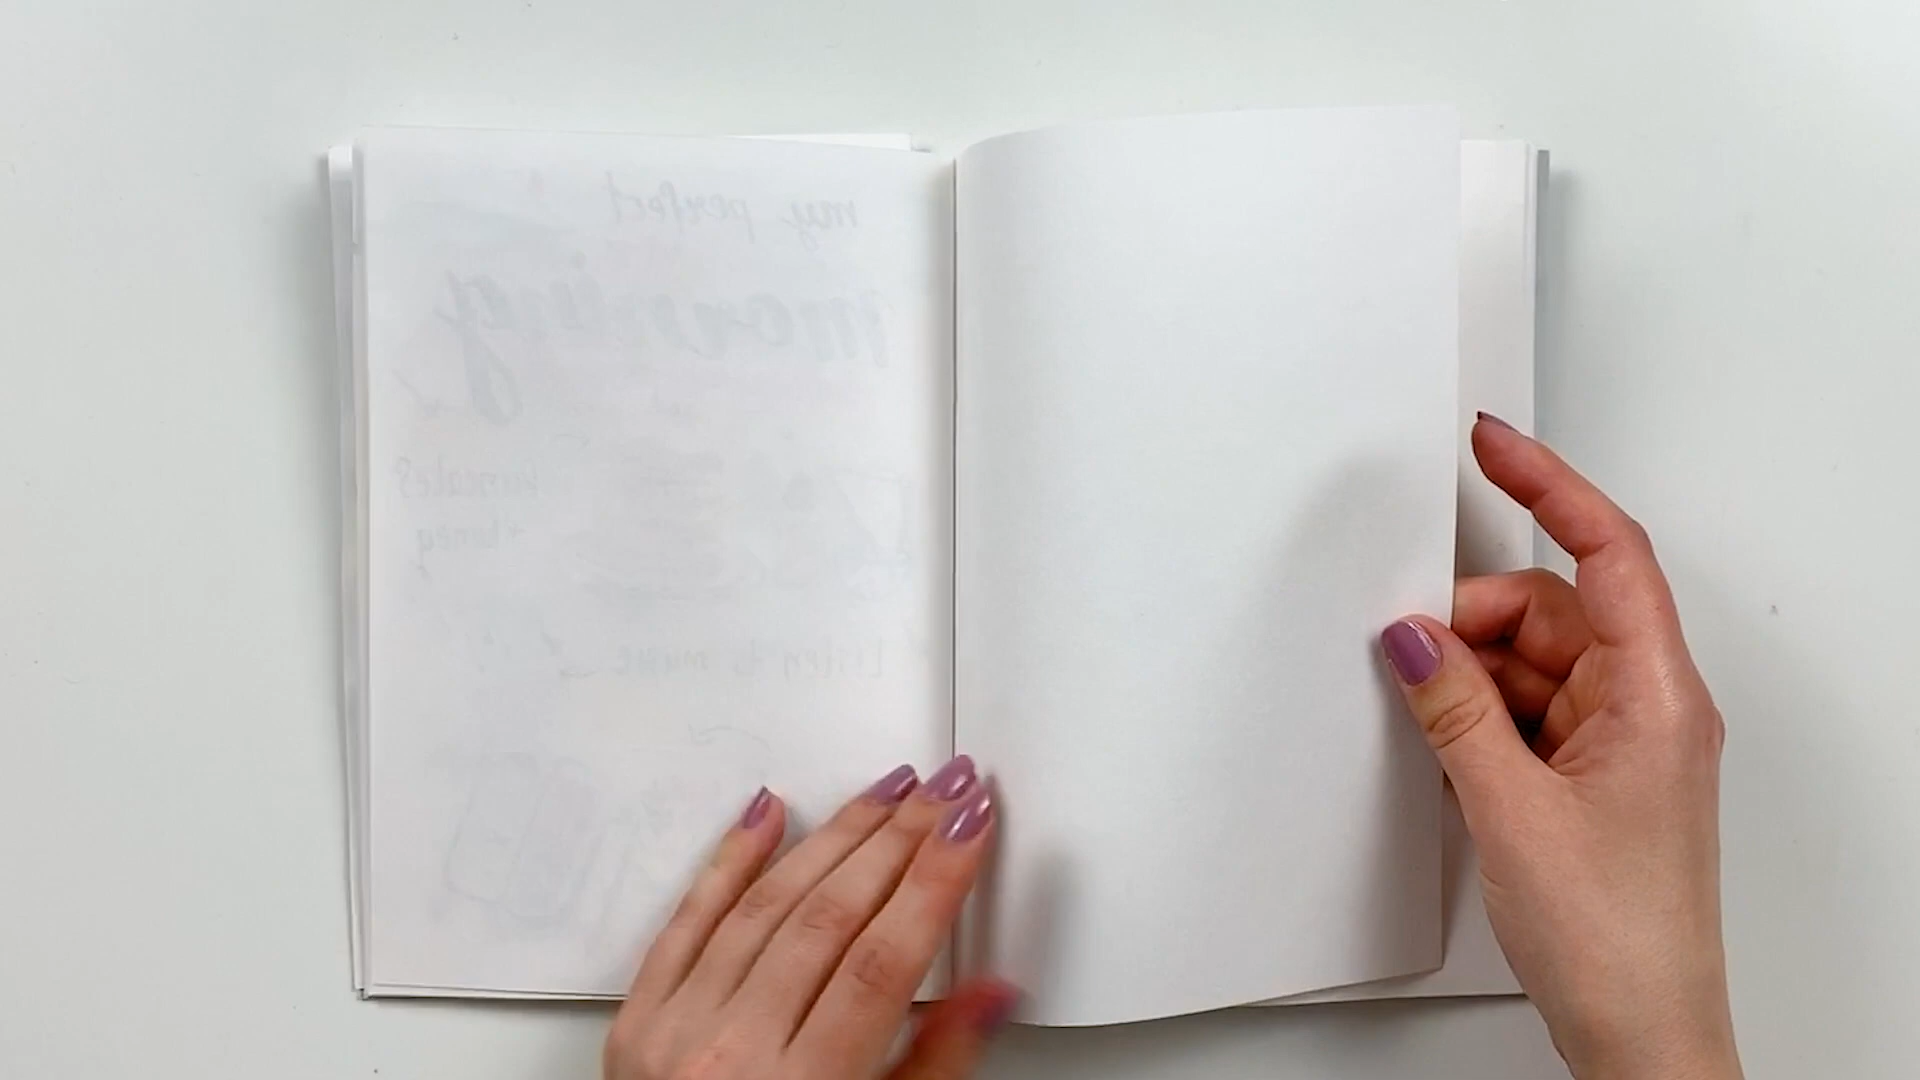 my perfect
morning
pancakes
+ honey
listen to music